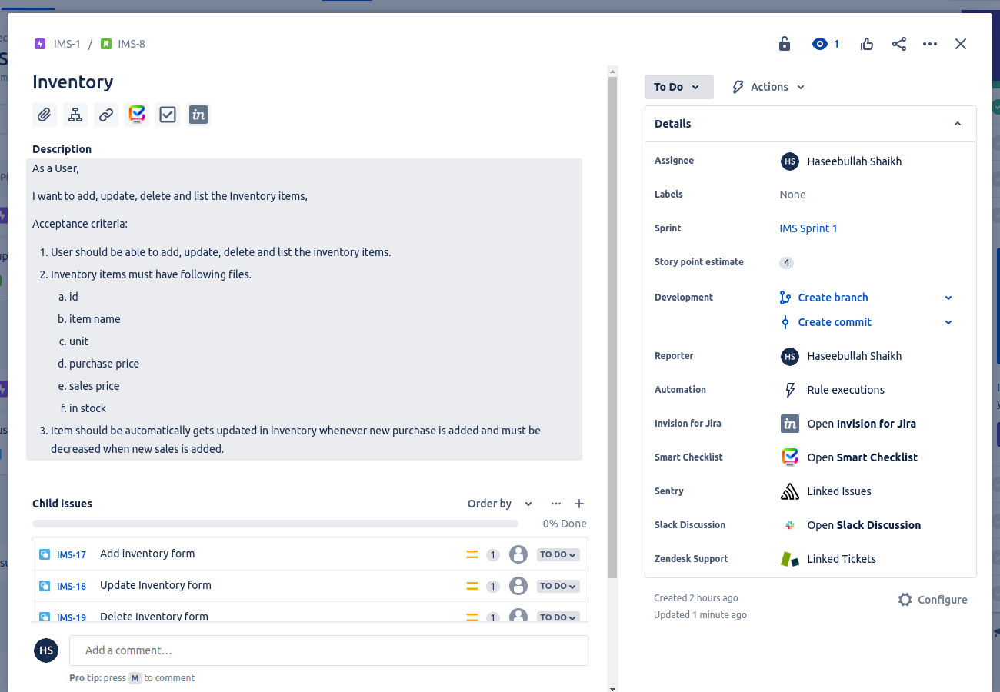 IMS-1 / IMS-8
1
Inventory
Description
As a User,
I want to add, update, delete and list the Inventory items,
Acceptance criteria:
1. User should be able to add, update, delete and list the inventory items.
2. Inventory items must have following files.
a. id
b. item name
c. unit
d. purchase price
e. sales price
f. in stock
3. Item should be automatically gets updated in inventory whenever new purchase is added and must be
decreased when new sales is added.
Child issues
Order by
0% Done
IMS-17 Add inventory form 1 TO DO
IMS-18 Update Inventory form 1 TO DO
IMS-19 Delete Inventory form 1 TO DO
HS Add a comment…
Pro tip: press M to comment
To Do
Actions
Details
Assignee HS Haseebullah Shaikh
Labels None
Sprint IMS Sprint 1
Story point estimate 4
Development Create branch
Create commit
Reporter HS Haseebullah Shaikh
Automation Rule executions
Invision for Jira in Open Invision for Jira
Smart Checklist Open Smart Checklist
Sentry Linked Issues
Slack Discussion Open Slack Discussion
Zendesk Support Linked Tickets
Created 2 hours ago
Updated 1 minute ago
Configure